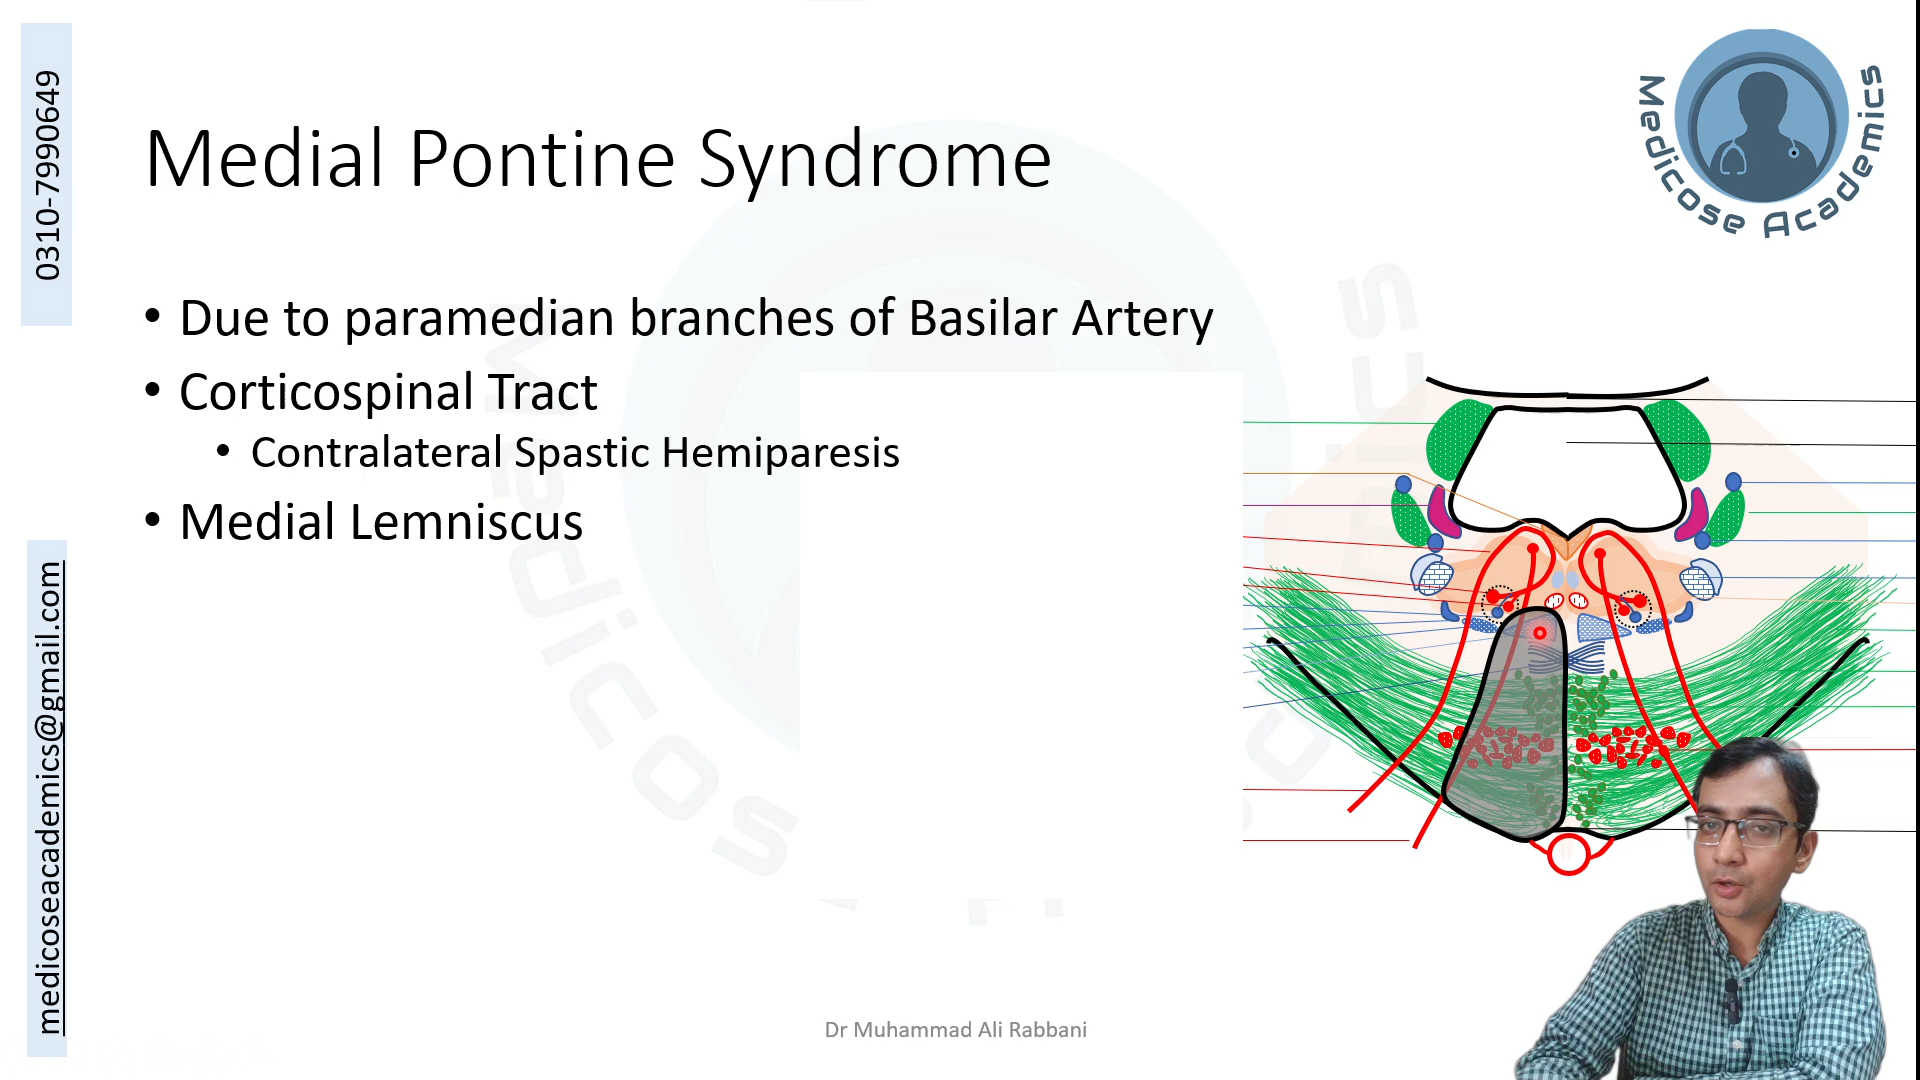 0310-7990649
medicoseacademics@gmail.com
Medicose Academics
Medial Pontine Syndrome
• Due to paramedian branches of Basilar Artery
• Corticospinal Tract
• Contralateral Spastic Hemiparesis
• Medial Lemniscus
Dr Muhammad Ali Rabbani